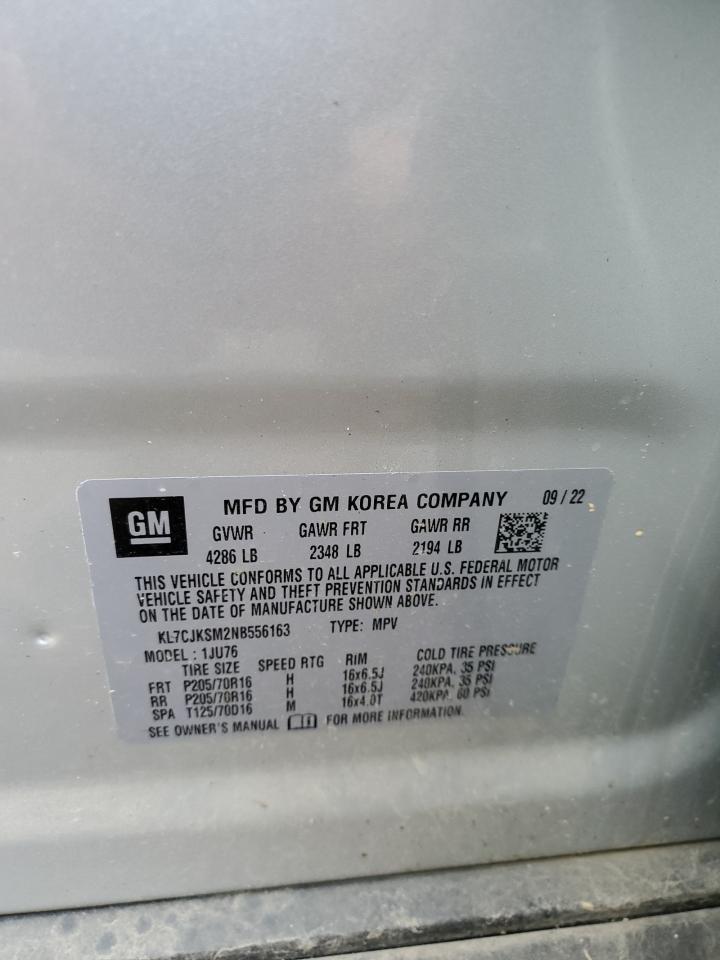 GM
MFD BY GM KOREA COMPANY 09 / 22
GVWR GAWR FRT GAWR RR
4286 LB 2348 LB 2194 LB
THIS VEHICLE CONFORMS TO ALL APPLICABLE U.S. FEDERAL MOTOR
VEHICLE SAFETY AND THEFT PREVENTION STANDARDS IN EFFECT
ON THE DATE OF MANUFACTURE SHOWN ABOVE.
KL7CJKSM2NB556163 TYPE: MPV
MODEL : 1JU76
TIRE SIZE SPEED RTG RIM COLD TIRE PRESSURE
FRT P205/70R16 H 16x6.5J 240KPA, 35 PSI
RR P205/70R16 H 16x6.5J 240KPA, 35 PSI
SPA T125/70D16 M 16x4.0T 420KPA, 60 PSI
SEE OWNER'S MANUAL FOR MORE INFORMATION.